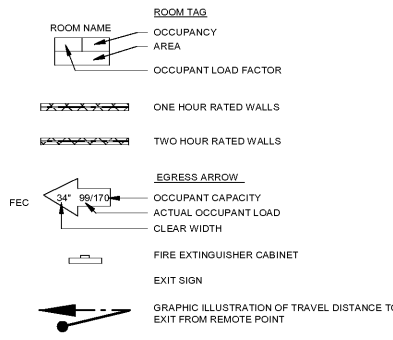 ROOM TAG
ROOM NAME
OCCUPANCY
AREA
OCCUPANT LOAD FACTOR
ONE HOUR RATED WALLS
TWO HOUR RATED WALLS
EGRESS ARROW
FEC
34" 99/170
OCCUPANT CAPACITY
ACTUAL OCCUPANT LOAD
CLEAR WIDTH
FIRE EXTINGUISHER CABINET
EXIT SIGN
GRAPHIC ILLUSTRATION OF TRAVEL DISTANCE TO
EXIT FROM REMOTE POINT